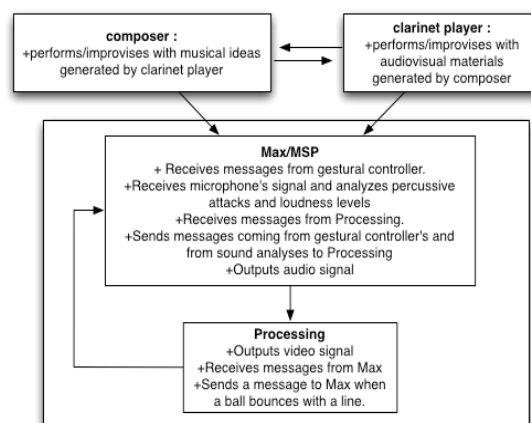 composer :
+performs/improvises with musical ideas
generated by clarinet player
clarinet player :
+performs/improvises with
audiovisual materials
generated by composer
Max/MSP
+ Receives messages from gestural controller.
+Receives microphone's signal and analyzes percussive
attacks and loudness levels
+Receives messages from Processing.
+Sends messages coming from gestural controller's and
from sound analyses to Processing
+Outputs audio signal
Processing
+Outputs video signal
+Receives messages from Max
+Sends a message to Max when
a ball bounces with a line.